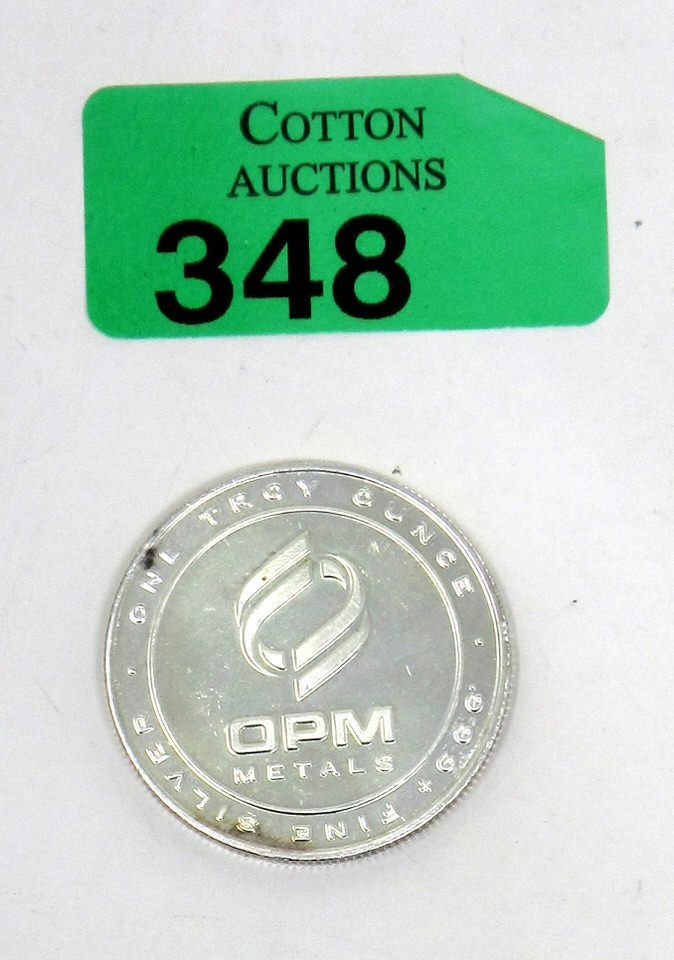 COTTON
AUCTIONS
348
ONE TROY OUNCE
OPM
METALS
.999+ FINE SILVER